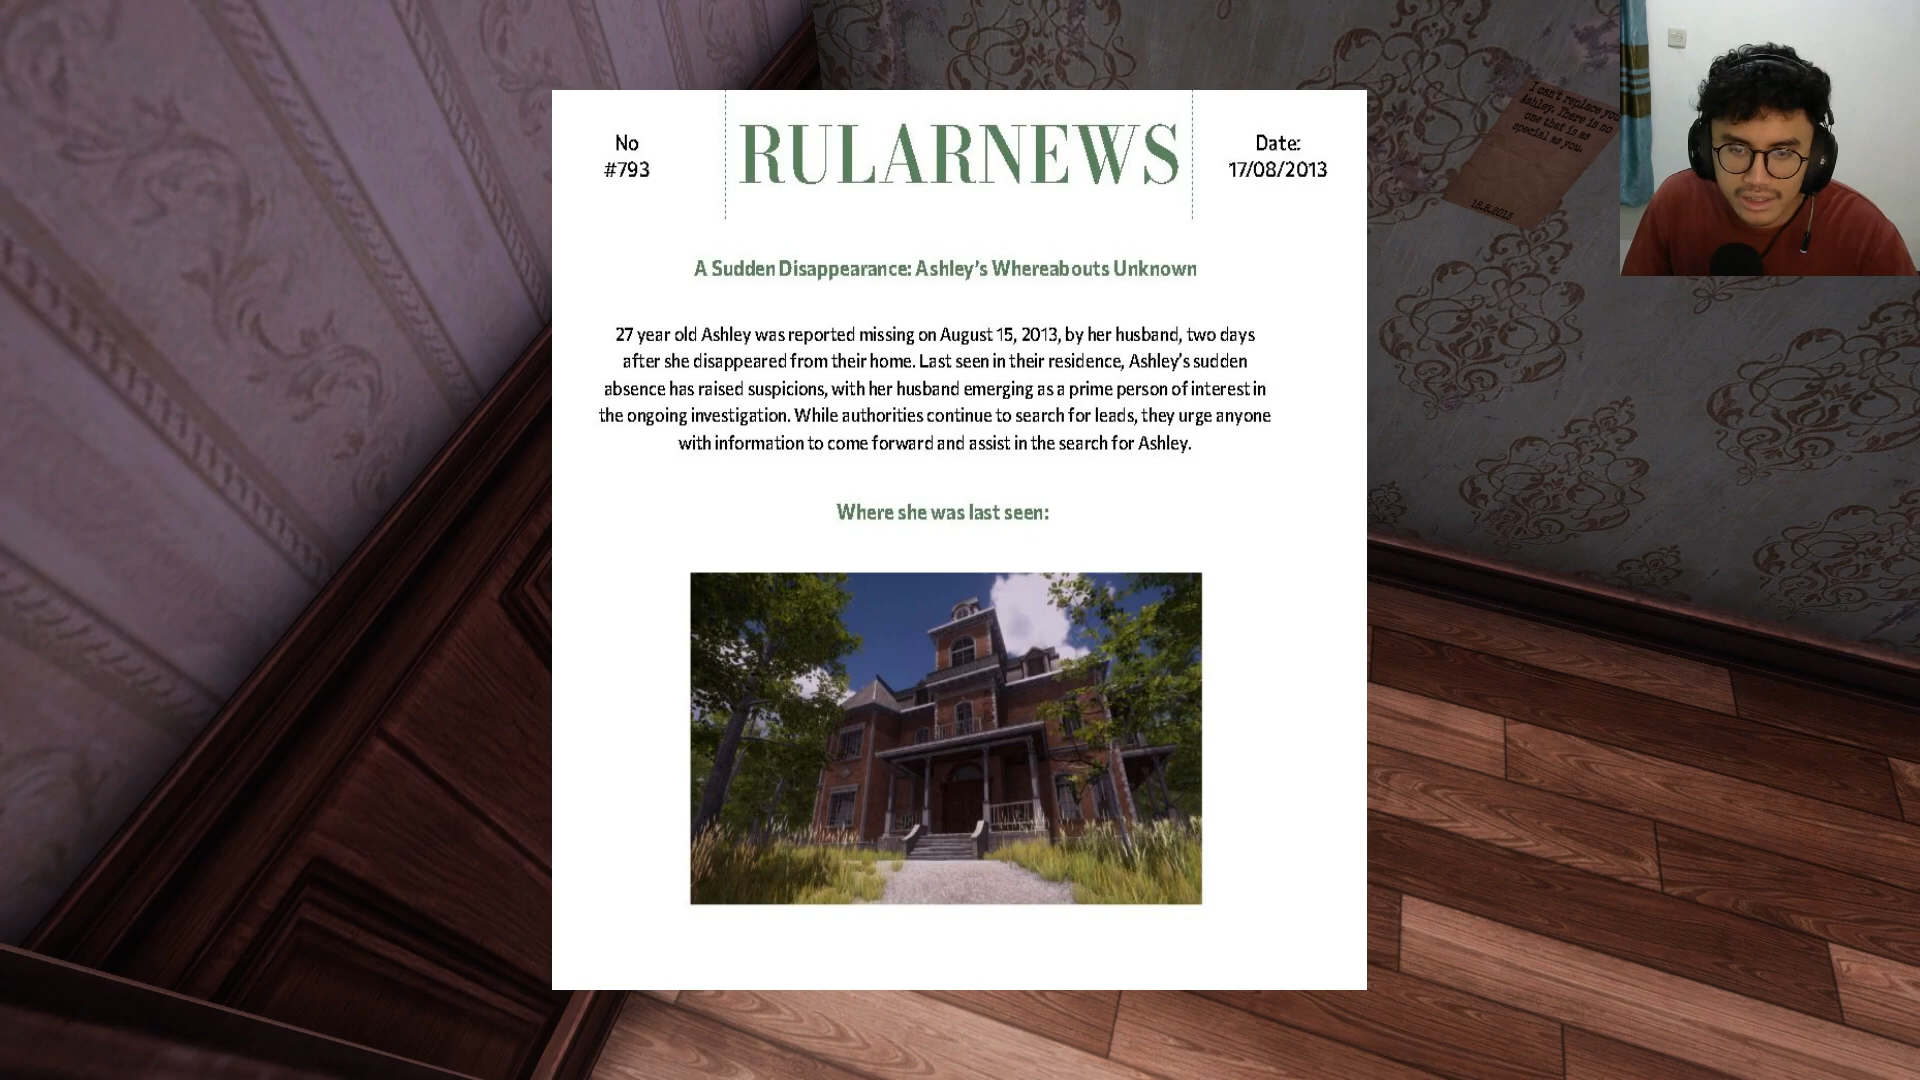 No
#793
RULARNEWS
Date:
17/08/2013
A Sudden Disappearance: Ashley's Whereabouts Unknown
27 year old Ashley was reported missing on August 15, 2013, by her husband, two days
after she disappeared from their home. Last seen in their residence, Ashley's sudden
absence has raised suspicions, with her husband emerging as a prime person of interest in
the ongoing investigation. While authorities continue to search for leads, they urge anyone
with information to come forward and assist in the search for Ashley.
Where she was last seen:
I can't replace you
Ashley. There is no
one that is as
special as you.